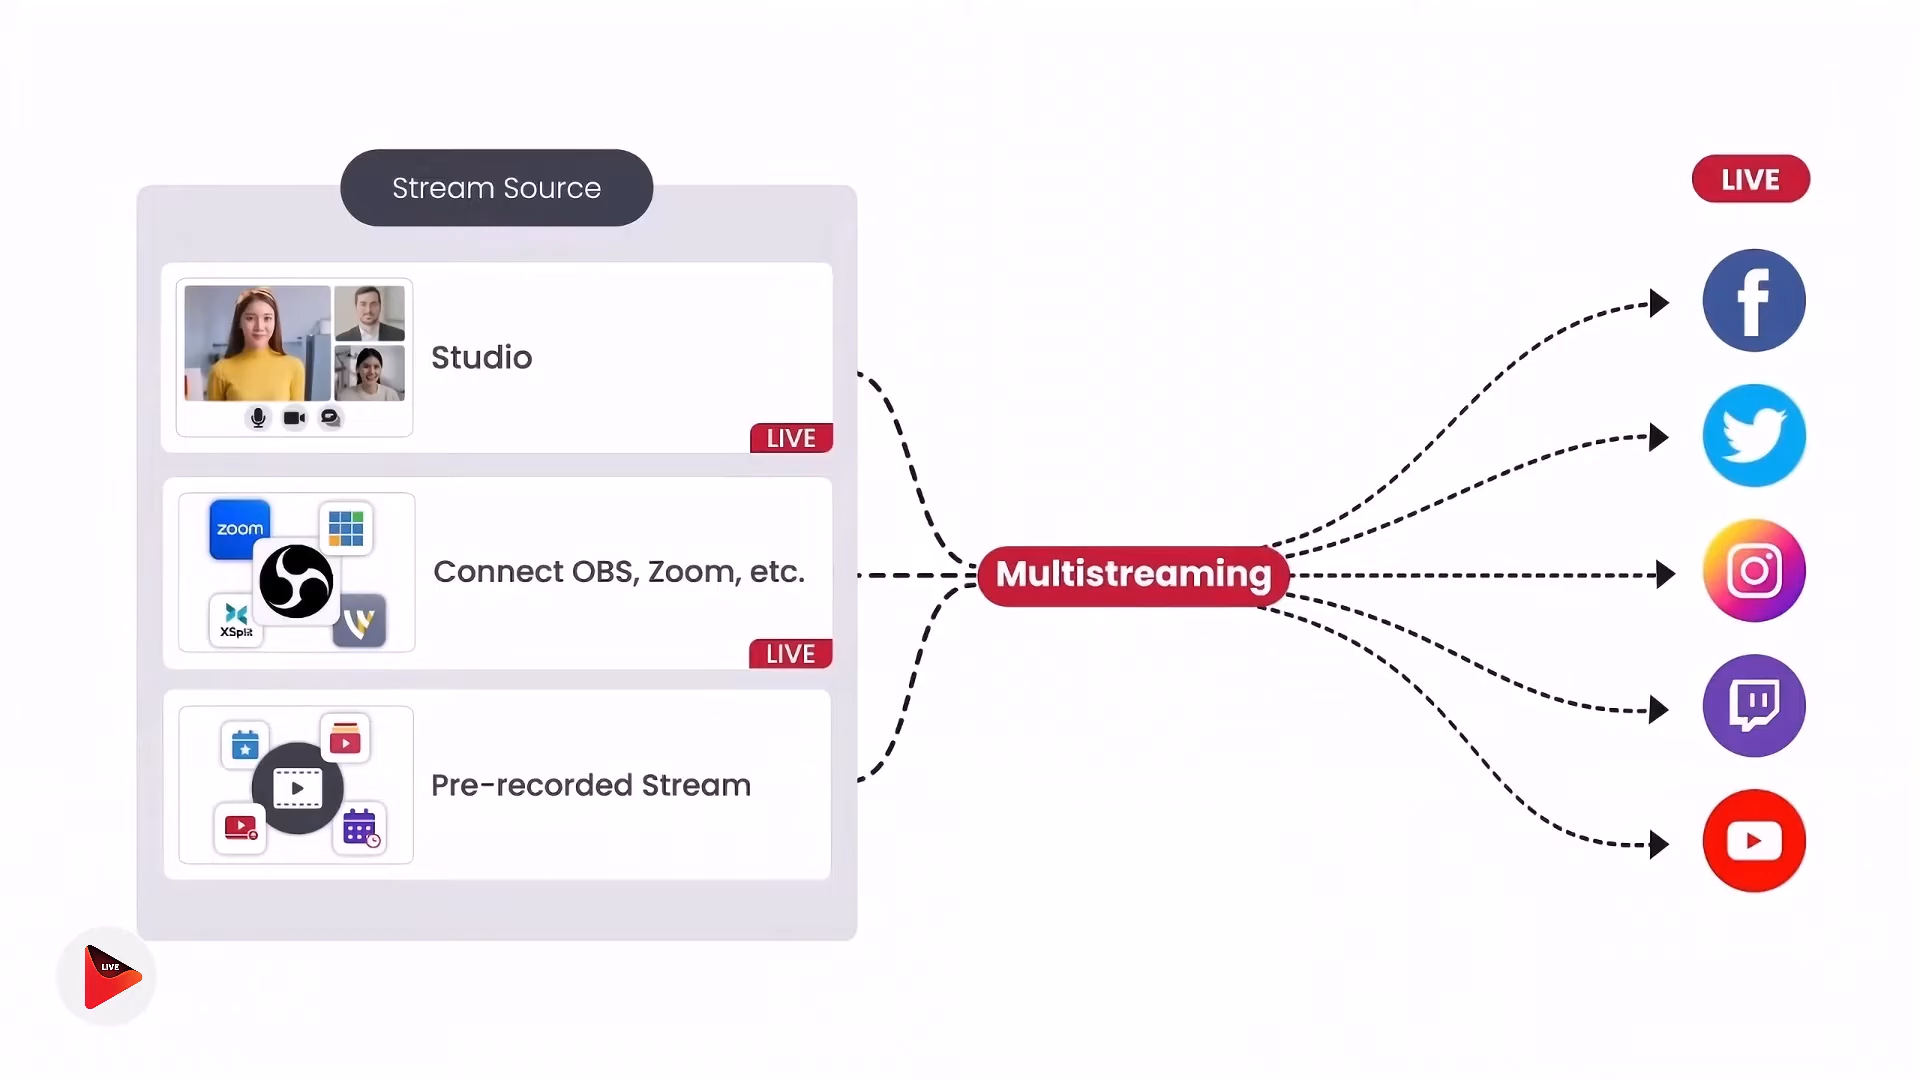 Stream Source
LIVE
Studio
LIVE
zoom
Connect OBS, Zoom, etc.
XSplit
LIVE
Multistreaming
Pre-recorded Stream
LIVE